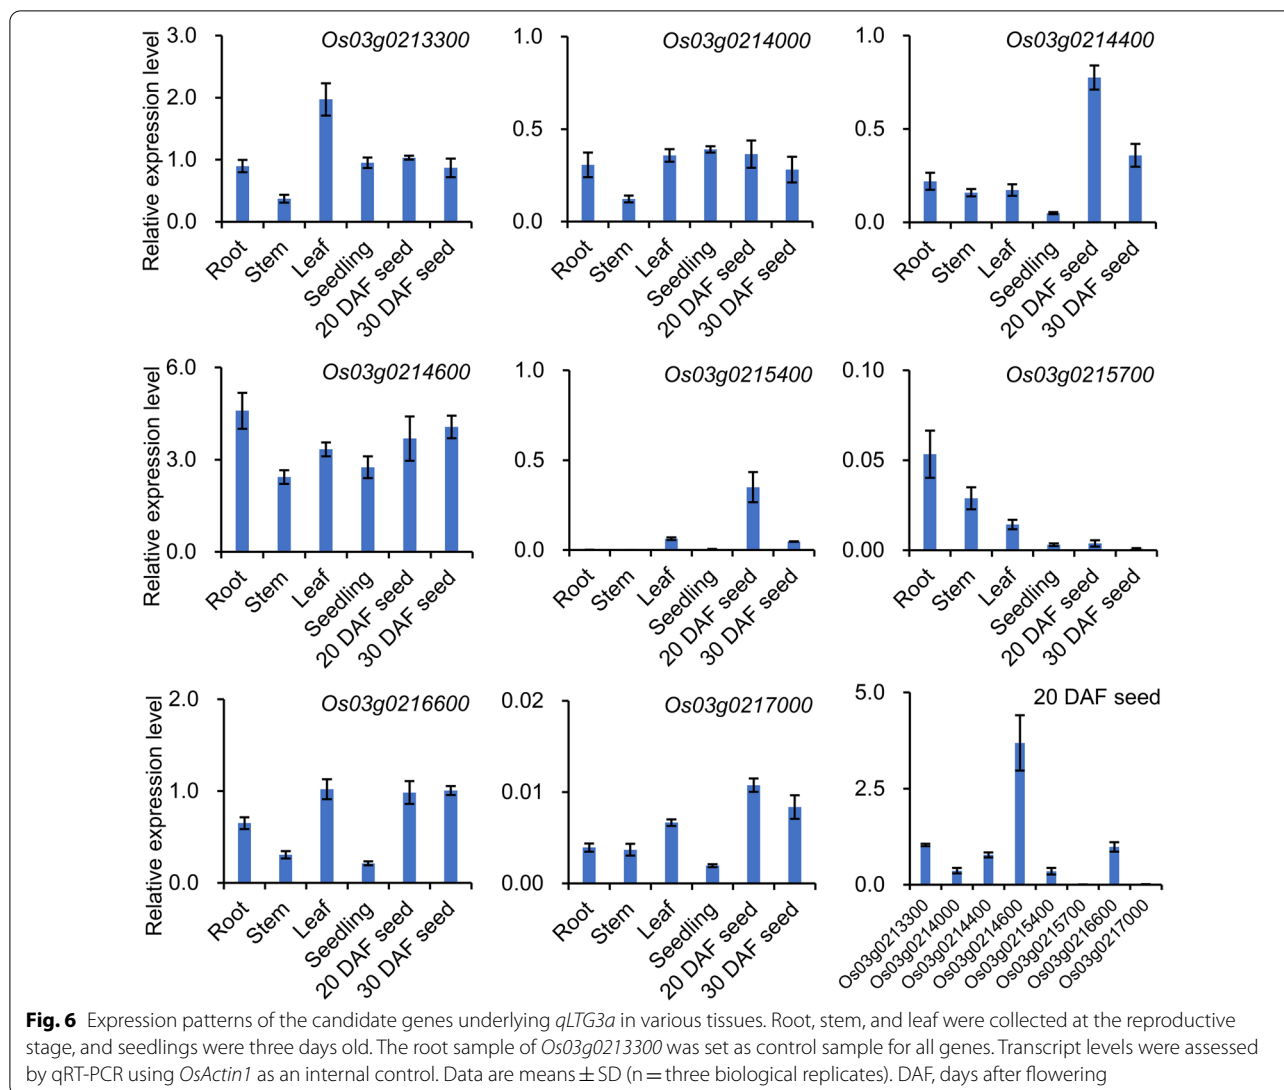 Relative expression level
3.0
2.0
1.0
0.0
Os03g0213300
Root
Stem
Leaf
Seedling
20 DAF seed
30 DAF seed
1.0
0.5
0.0
Os03g0214000
Root
Stem
Leaf
Seedling
20 DAF seed
30 DAF seed
1.0
0.5
0.0
Os03g0214400
Root
Stem
Leaf
Seedling
20 DAF seed
30 DAF seed
Relative expression level
6.0
3.0
0.0
Os03g0214600
Root
Stem
Leaf
Seedling
20 DAF seed
30 DAF seed
1.0
0.5
0.0
Os03g0215400
Root
Stem
Leaf
Seedling
20 DAF seed
30 DAF seed
0.10
0.05
0.00
Os03g0215700
Root
Stem
Leaf
Seedling
20 DAF seed
30 DAF seed
Relative expression level
2.0
1.0
0.0
Os03g0216600
Root
Stem
Leaf
Seedling
20 DAF seed
30 DAF seed
0.02
0.01
0.00
Os03g0217000
Root
Stem
Leaf
Seedling
20 DAF seed
30 DAF seed
5.0
2.5
0.0
20 DAF seed
Os03g0213300
Os03g0214000
Os03g0214400
Os03g0214600
Os03g0215400
Os03g0215700
Os03g0216600
Os03g0217000
Fig. 6 Expression patterns of the candidate genes underlying qLTG3a in various tissues. Root, stem, and leaf were collected at the reproductive
stage, and seedlings were three days old. The root sample of Os03g0213300 was set as control sample for all genes. Transcript levels were assessed
by qRT-PCR using OsActin1 as an internal control. Data are means ± SD (n = three biological replicates). DAF, days after flowering